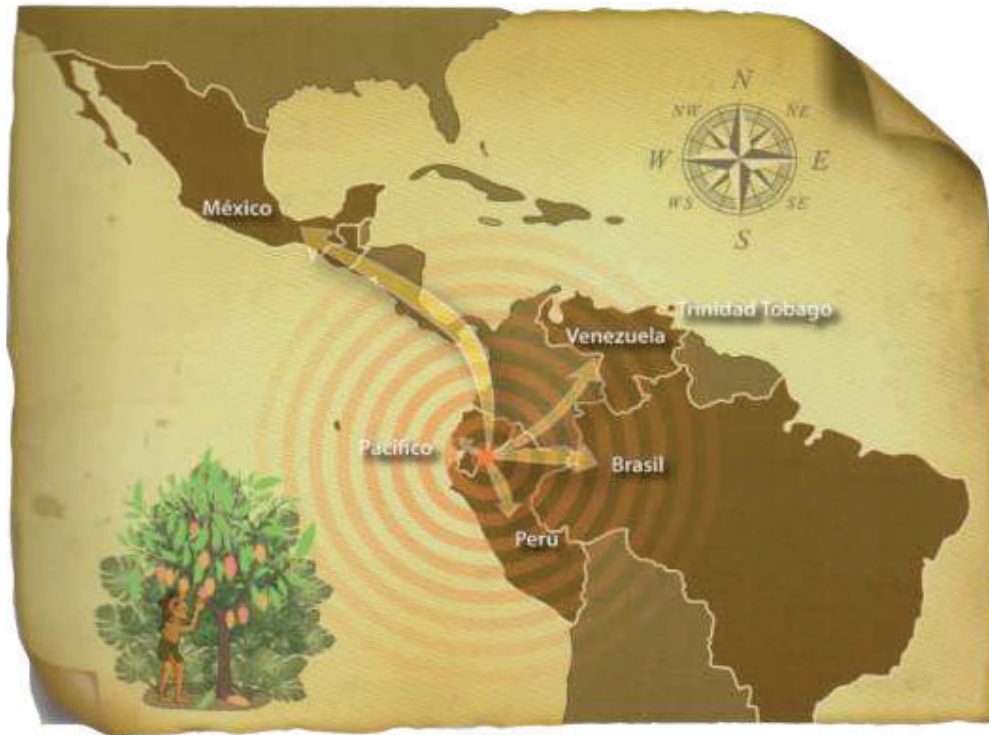 N
NW
NE
W
E
WS
SE
S
México
Trinidad Tobago
Venezuela
Pacífico
Brasil
Perú